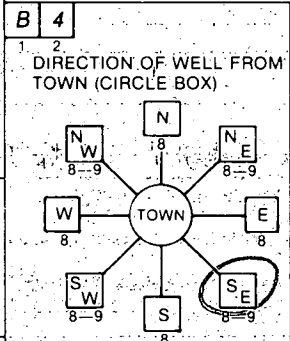 B 4
1 2
DIRECTION OF WELL FROM
TOWN (CIRCLE BOX)
N
8
N W
8–9
N E
8–9
W
8
TOWN
E
8
S W
8–9
S E
8–9
S
8